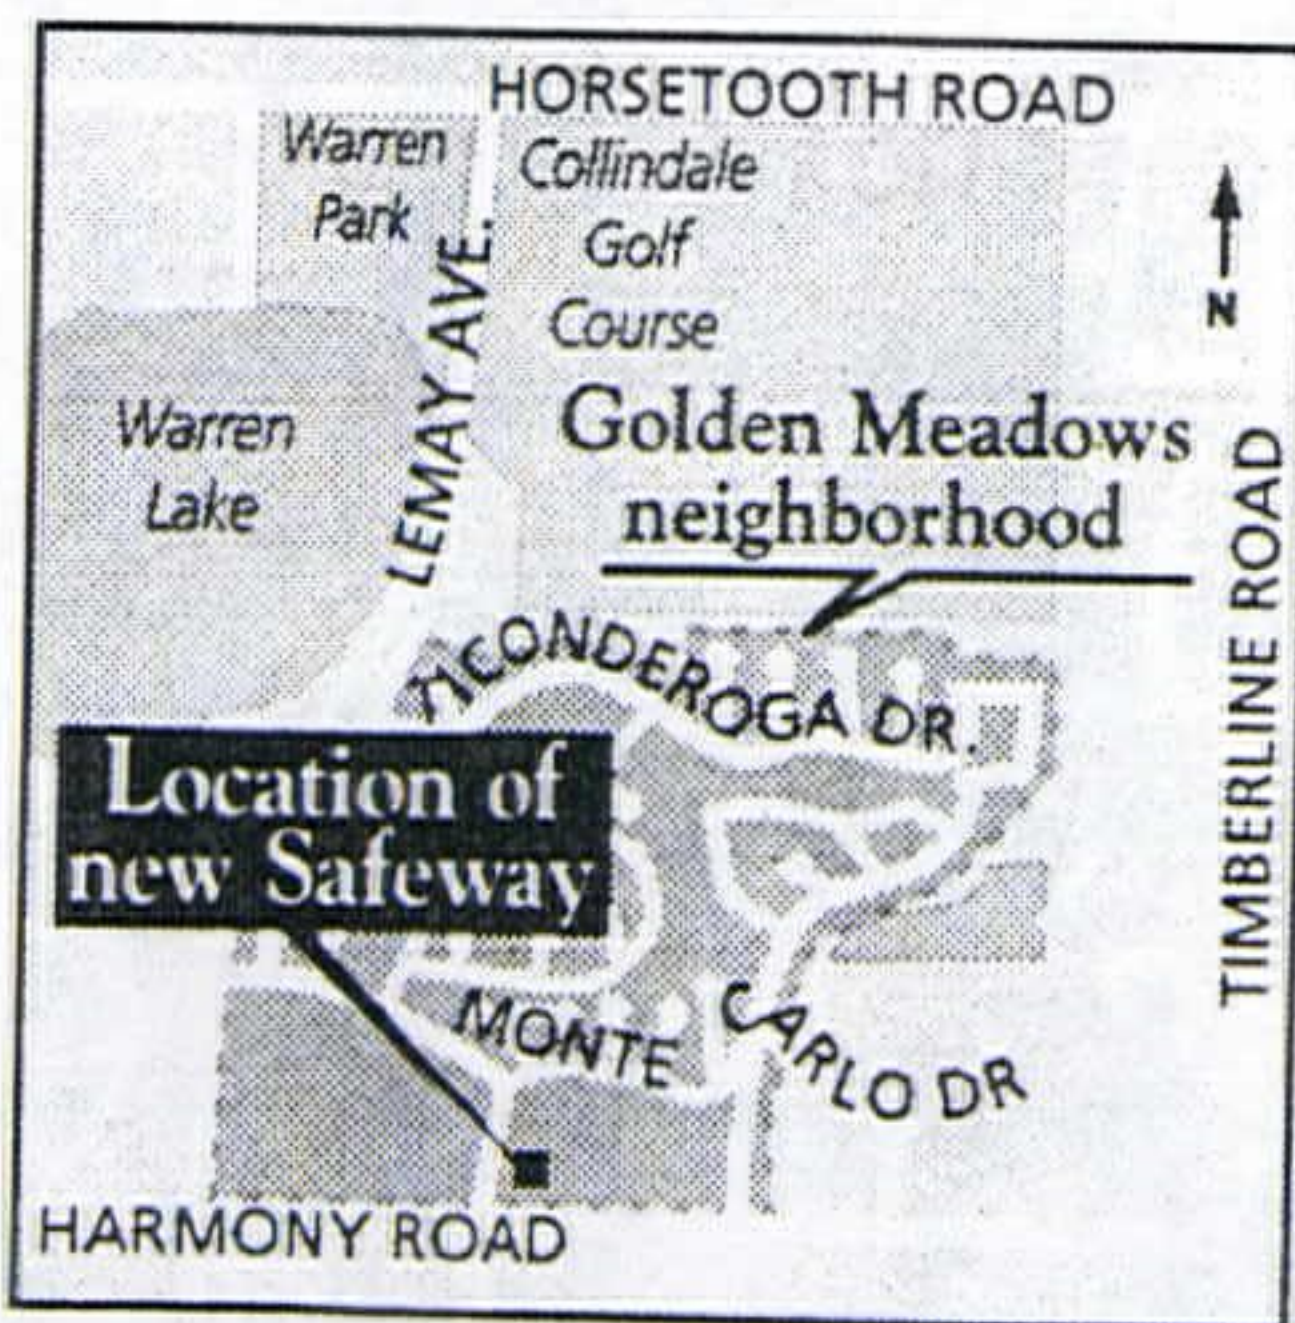 HORSETOOTH ROAD
Warren
Park
Collindale
Golf
Course
LEMAY AVE.
N
Warren
Lake
Golden Meadows
neighborhood
TIMBERLINE ROAD
TICONDEROGA DR.
Location of
new Safeway
MONTE CARLO DR
HARMONY ROAD